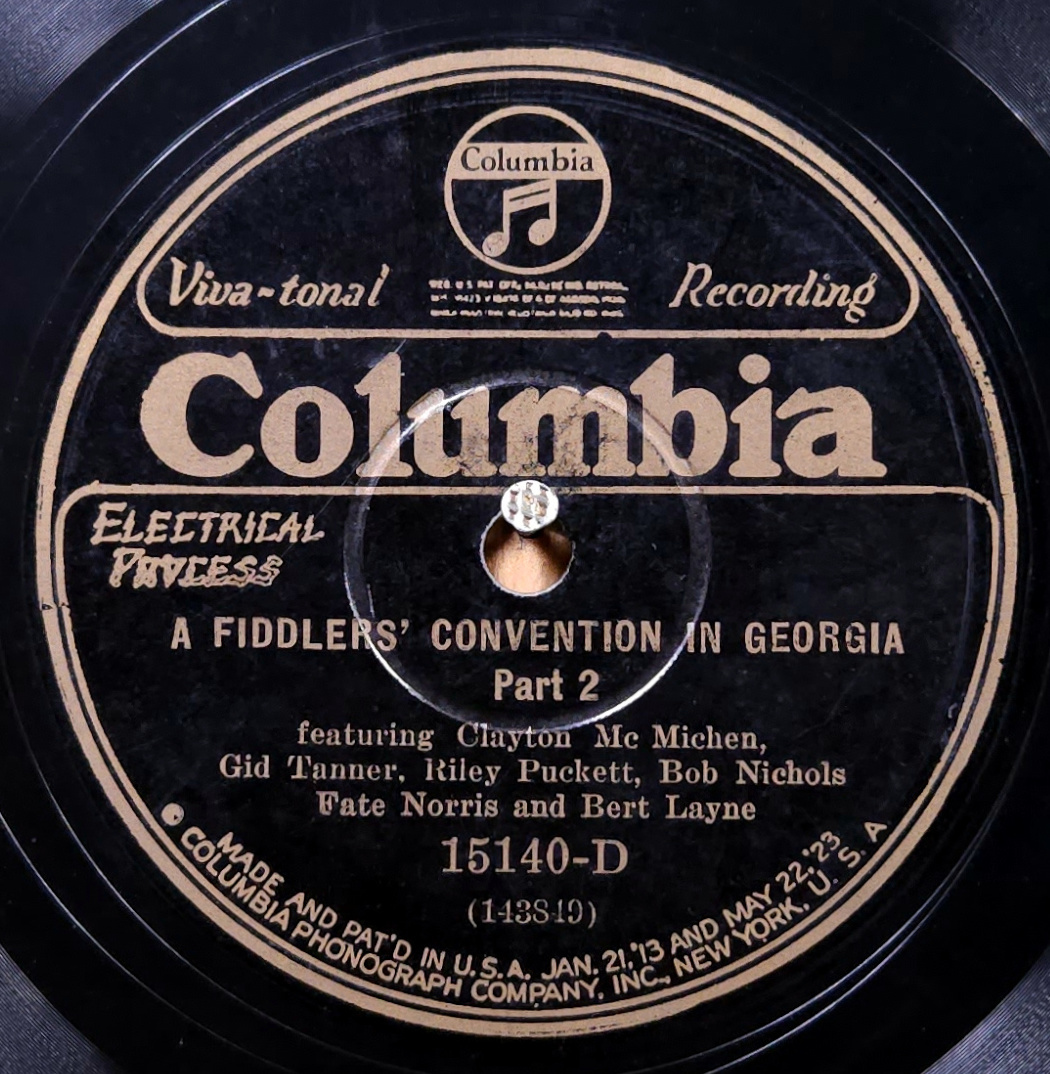 Columbia
Viva-tonal Recording
Columbia
ELECTRICAL
PROCESS
A FIDDLERS' CONVENTION IN GEORGIA
Part 2
featuring Clayton Mc Michen,
Gid Tanner, Riley Puckett, Bob Nichols
Fate Norris and Bert Layne
15140-D
(143849)
MADE AND PAT'D IN U.S.A. JAN. 21,'13 AND MAY 22,'23
COLUMBIA PHONOGRAPH COMPANY, INC., NEW YORK, U. S. A